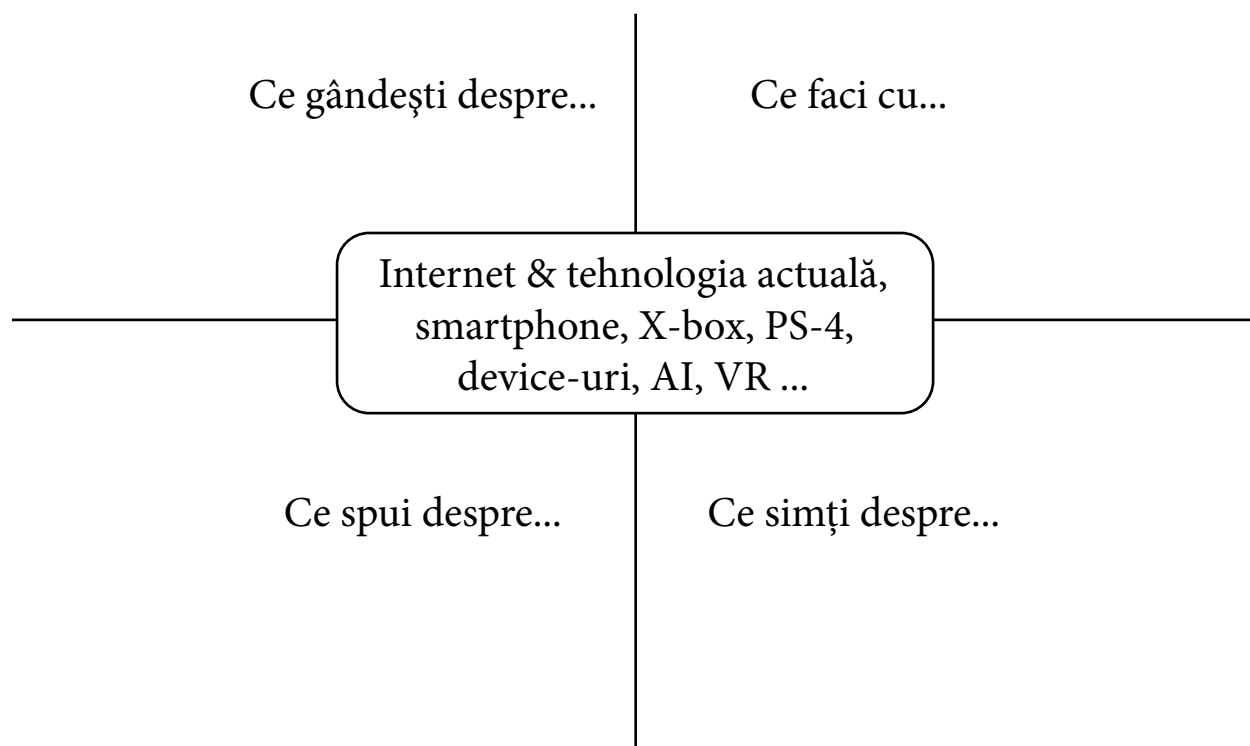 Ce gândeşti despre...
Ce faci cu...
Internet & tehnologia actuală,
smartphone, X-box, PS-4,
device-uri, AI, VR ...
Ce spui despre...
Ce simți despre...